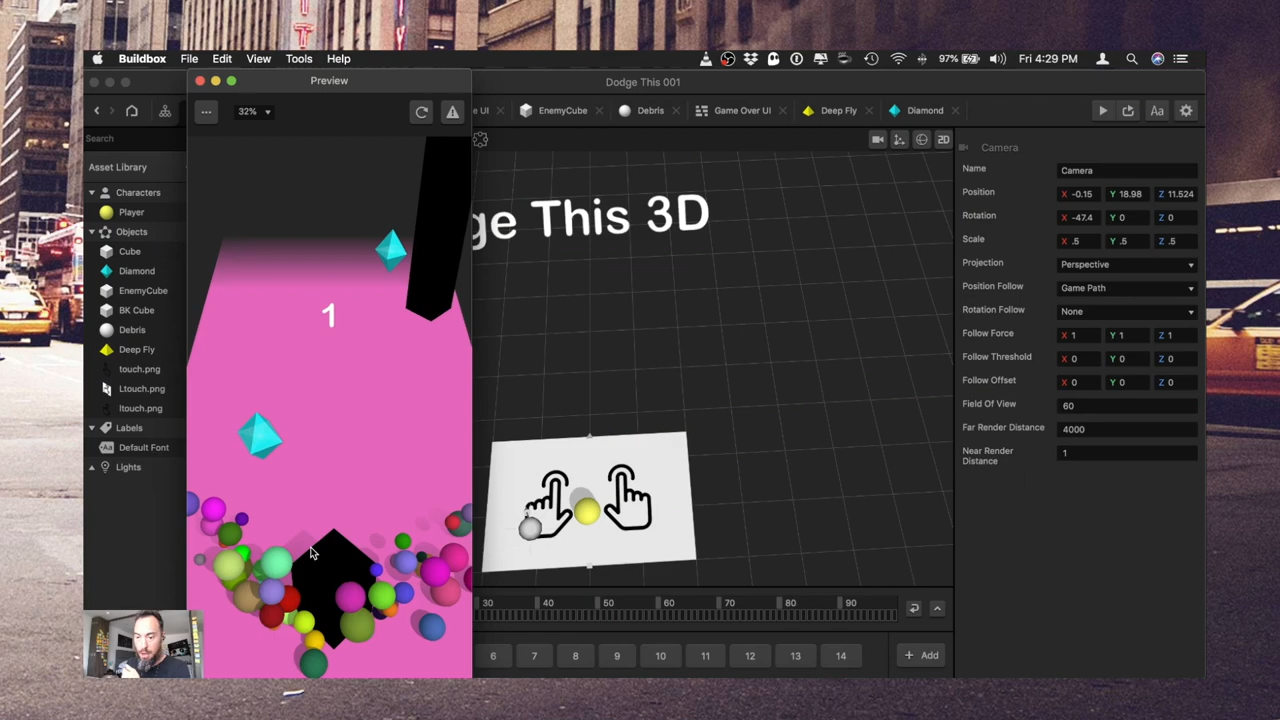 Buildbox File Edit View Tools Help 97% Fri 4:29 PM
Preview
Dodge This 001
32%
e UI EnemyCube Debris Game Over UI Deep Fly Diamond
Aa
Search
2D
Asset Library
Characters
Player
Objects
Cube
Diamond
EnemyCube
BK Cube
Debris
Deep Fly
touch.png
Ltouch.png
ltouch.png
Labels
Aa Default Font
Lights
1
ge This 3D
Camera
Name Camera
Position X -0.15 Y 18.98 Z 11.524
Rotation X -47.4 Y 0 Z 0
Scale X .5 Y .5 Z .5
Projection Perspective
Position Follow Game Path
Rotation Follow None
Follow Force X 1 Y 1 Z 1
Follow Threshold X 0 Y 0 Z 0
Follow Offset X 0 Y 0 Z 0
Field Of View 60
Far Render Distance 4000
Near Render
Distance 1
30 40 50 60 70 80 90
6 7 8 9 10 11 12 13 14 + Add